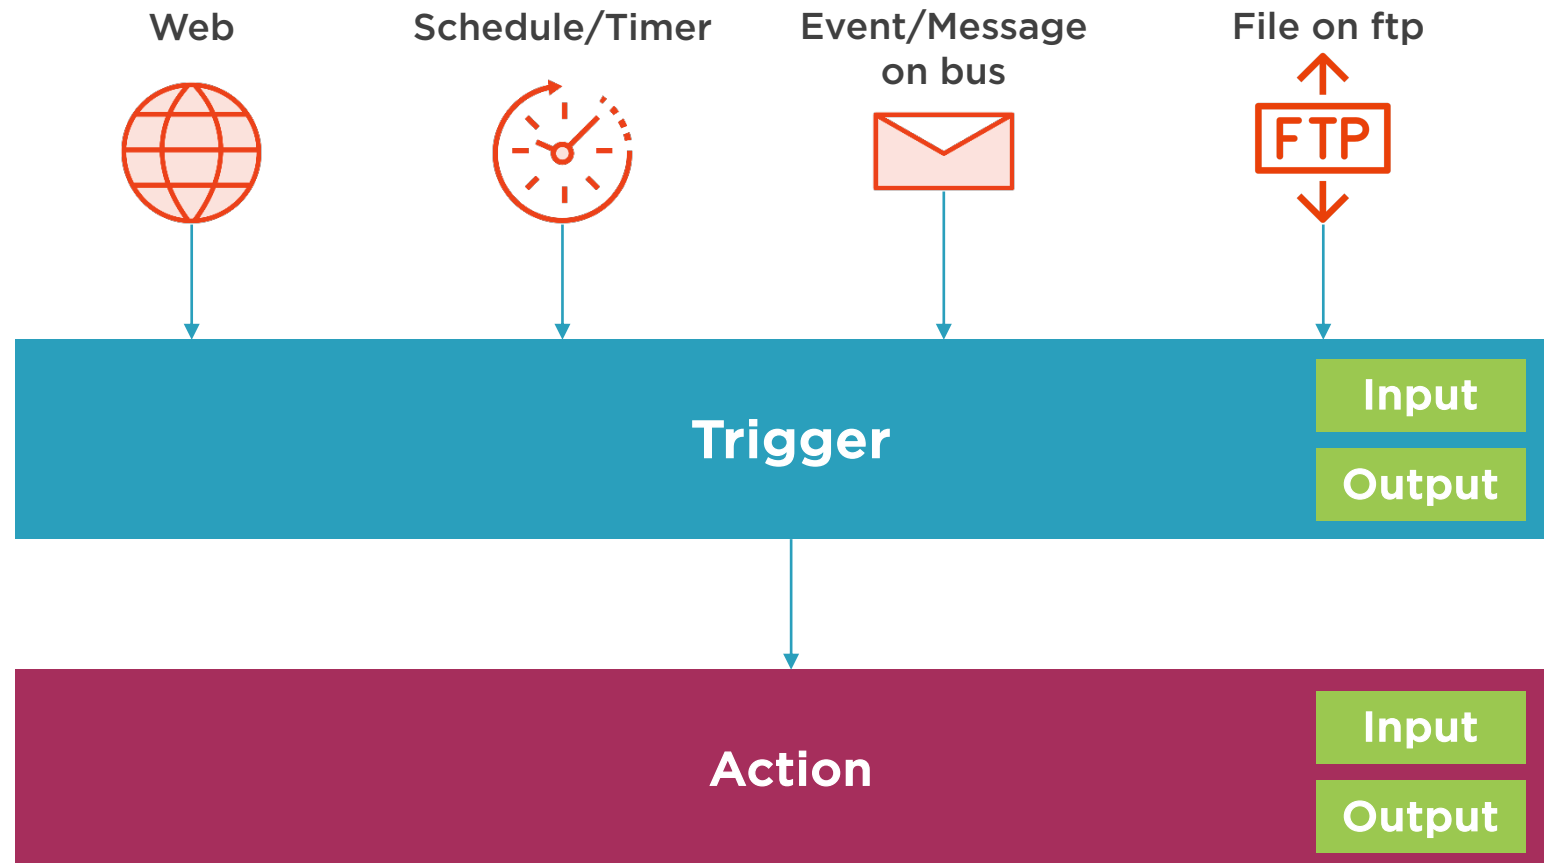 Web
Schedule/Timer
Event/Message
on bus
File on ftp
FTP
Trigger
Input
Output
Action
Input
Output